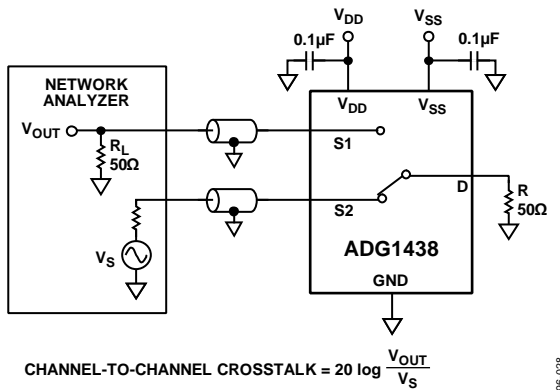 VDD
VSS
0.1µF
0.1µF
NETWORK
ANALYZER
VDD
VSS
VOUT
RL
50Ω
S1
S2
D
R
50Ω
VS
ADG1438
GND
CHANNEL-TO-CHANNEL CROSSTALK = 20 log VOUT
VS